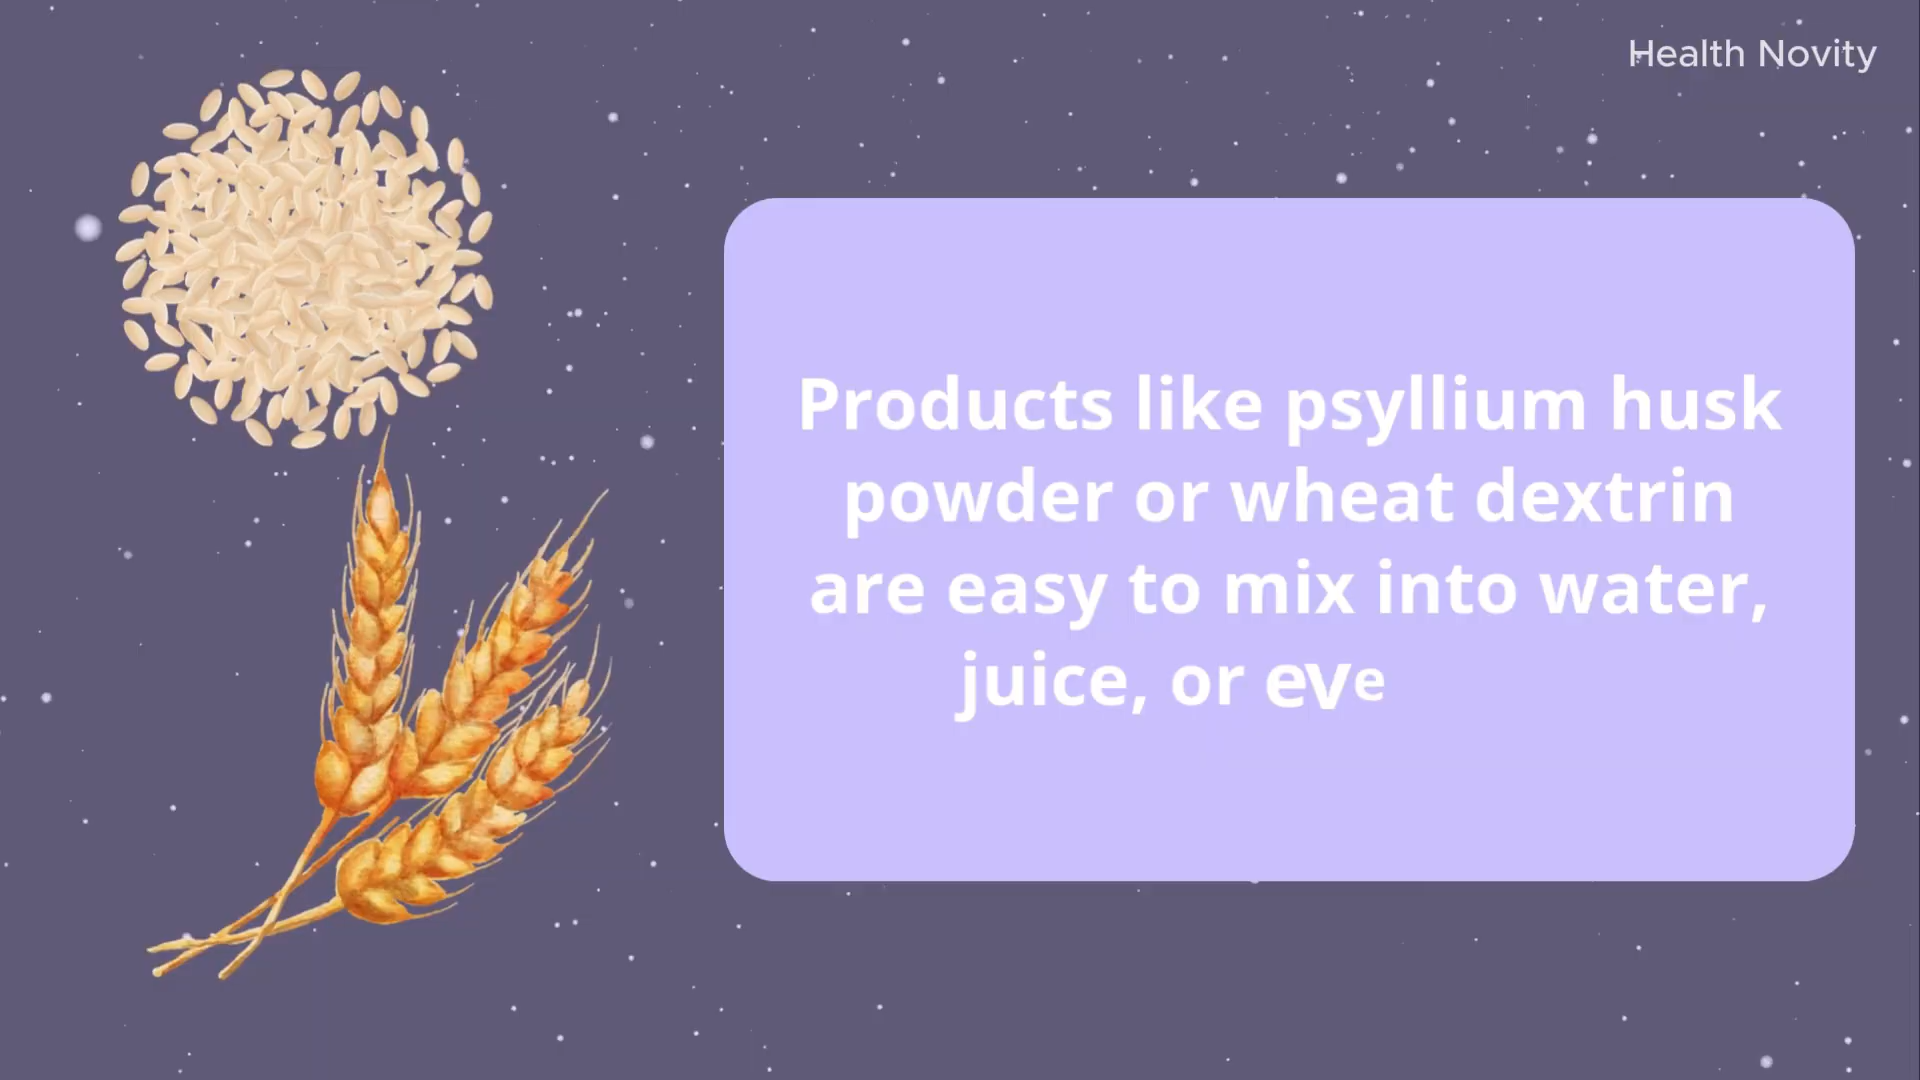 Health Novity
Products like psyllium husk
powder or wheat dextrin
are easy to mix into water,
juice, or eve